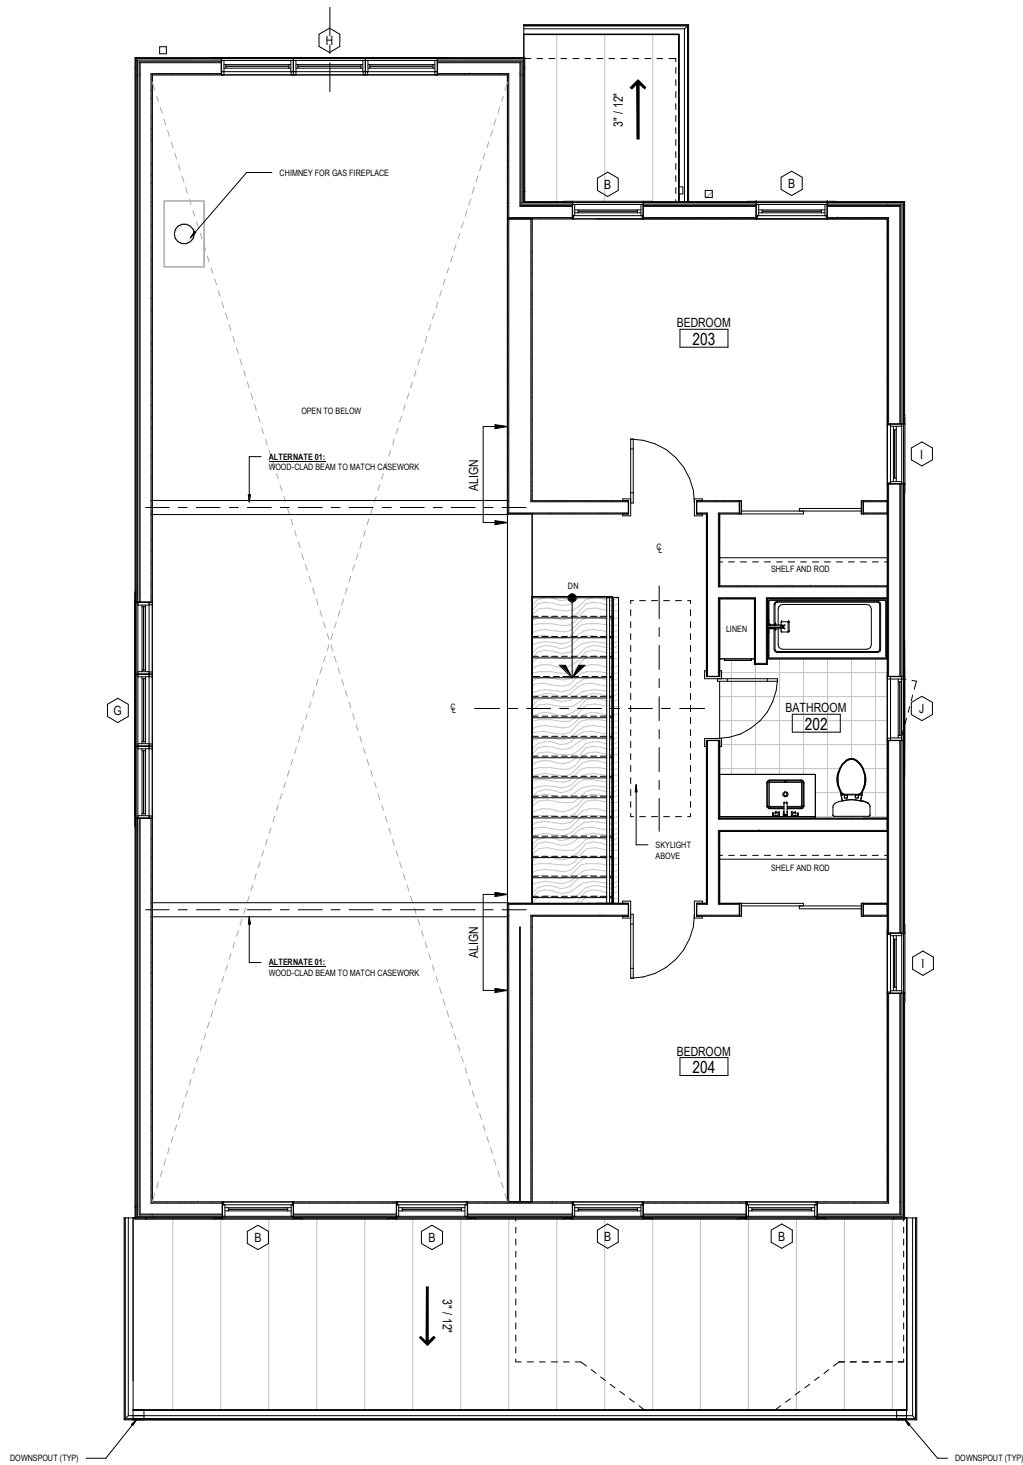 H
3" / 12"
CHIMNEY FOR GAS FIREPLACE
B
B
BEDROOM
203
OPEN TO BELOW
ALTERNATE 01:
WOOD-CLAD BEAM TO MATCH CASEWORK
ALIGN
I
℄
SHELF AND ROD
DN
LINEN
G
℄
BATHROOM
202
J
SKYLIGHT
ABOVE
SHELF AND ROD
ALIGN
ALTERNATE 01:
WOOD-CLAD BEAM TO MATCH CASEWORK
I
BEDROOM
204
B
B
B
B
3" / 12"
DOWNSPOUT (TYP)
DOWNSPOUT (TYP)